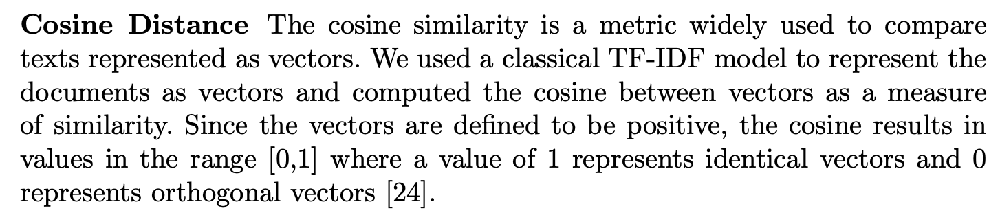 Cosine Distance The cosine similarity is a metric widely used to compare
texts represented as vectors. We used a classical TF-IDF model to represent the
documents as vectors and computed the cosine between vectors as a measure
of similarity. Since the vectors are defined to be positive, the cosine results in
values in the range [0,1] where a value of 1 represents identical vectors and 0
represents orthogonal vectors [24].